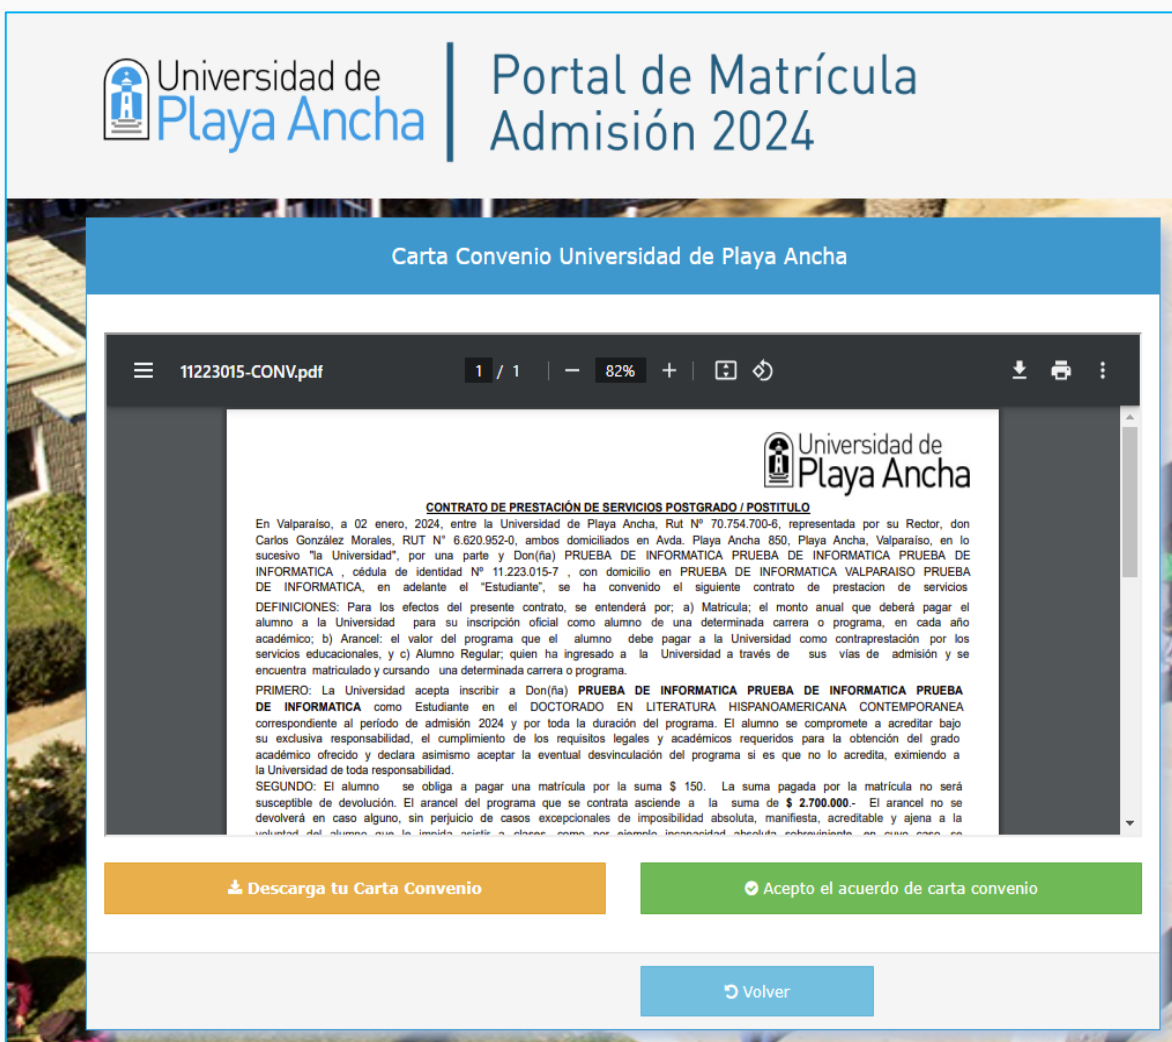 Universidad de
Playa Ancha
Portal de Matrícula
Admisión 2024
Carta Convenio Universidad de Playa Ancha
11223015-CONV.pdf
1 / 1
82%
Universidad de
Playa Ancha
CONTRATO DE PRESTACIÓN DE SERVICIOS POSTGRADO / POSTITULO
En Valparaíso, a 02 enero, 2024, entre la Universidad de Playa Ancha, Rut Nº 70.754.700-6, representada por su Rector, don
Carlos González Morales, RUT N° 6.620.952-0, ambos domiciliados en Avda. Playa Ancha 850, Playa Ancha, Valparaíso, en lo
sucesivo "la Universidad", por una parte y Don(ña) PRUEBA DE INFORMATICA PRUEBA DE INFORMATICA PRUEBA DE
INFORMATICA , cédula de identidad Nº 11.223.015-7 , con domicilio en PRUEBA DE INFORMATICA VALPARAISO PRUEBA
DE INFORMATICA, en adelante el “Estudiante”, se ha convenido el siguiente contrato de prestacion de servicios
DEFINICIONES: Para los efectos del presente contrato, se entenderá por; a) Matricula; el monto anual que deberá pagar el
alumno a la Universidad para su inscripción oficial como alumno de una determinada carrera o programa, en cada año
académico; b) Arancel: el valor del programa que el alumno debe pagar a la Universidad como contraprestación por los
servicios educacionales, y c) Alumno Regular; quien ha ingresado a la Universidad a través de sus vías de admisión y se
encuentra matriculado y cursando una determinada carrera o programa.
PRIMERO: La Universidad acepta inscribir a Don(ña) PRUEBA DE INFORMATICA PRUEBA DE INFORMATICA PRUEBA
DE INFORMATICA como Estudiante en el DOCTORADO EN LITERATURA HISPANOAMERICANA CONTEMPORANEA
correspondiente al período de admisión 2024 y por toda la duración del programa. El alumno se compromete a acreditar bajo
su exclusiva responsabilidad, el cumplimiento de los requisitos legales y académicos requeridos para la obtención del grado
académico ofrecido y declara asimismo aceptar la eventual desvinculación del programa si es que no lo acredita, eximiendo a
la Universidad de toda responsabilidad.
SEGUNDO: El alumno se obliga a pagar una matrícula por la suma $ 150. La suma pagada por la matrícula no será
susceptible de devolución. El arancel del programa que se contrata asciende a la suma de $ 2.700.000.- El arancel no se
devolverá en caso alguno, sin perjuicio de casos excepcionales de imposibilidad absoluta, manifiesta, acreditable y ajena a la
voluntad del alumno que le impida asistir a clases, como por ejemplo incapacidad absoluta sobreviniente, en cuyo caso se
Descarga tu Carta Convenio
Acepto el acuerdo de carta convenio
Volver